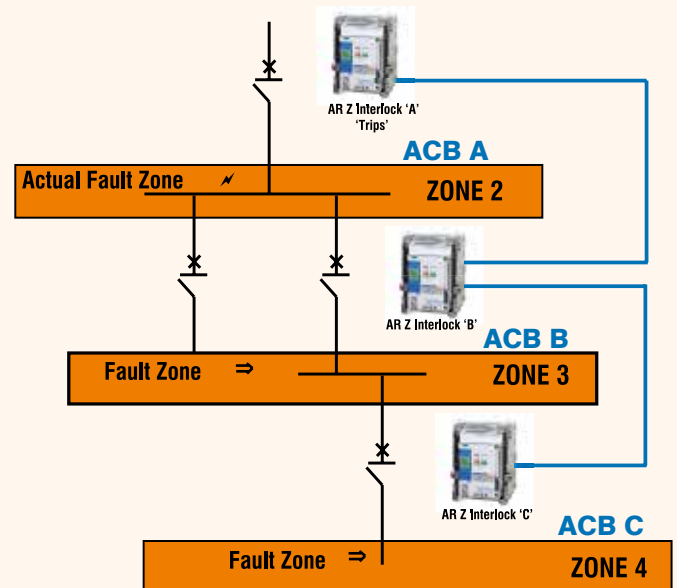 AR Z Interlock 'A'
'Trips'
ACB A
Actual Fault Zone
ZONE 2
AR Z Interlock 'B'
ACB B
Fault Zone ⇒
ZONE 3
AR Z Interlock 'C'
ACB C
Fault Zone ⇒
ZONE 4